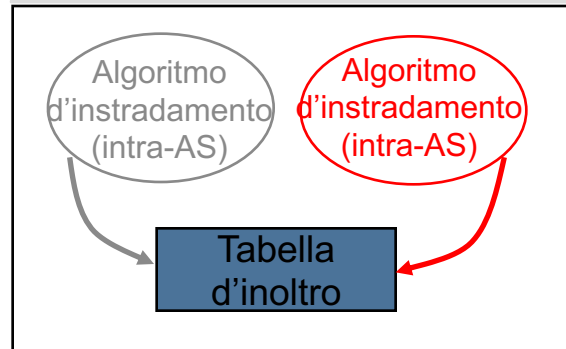 Algoritmo
d'instradamento
(intra-AS)
Algoritmo
d'instradamento
(intra-AS)
Tabella
d'inoltro